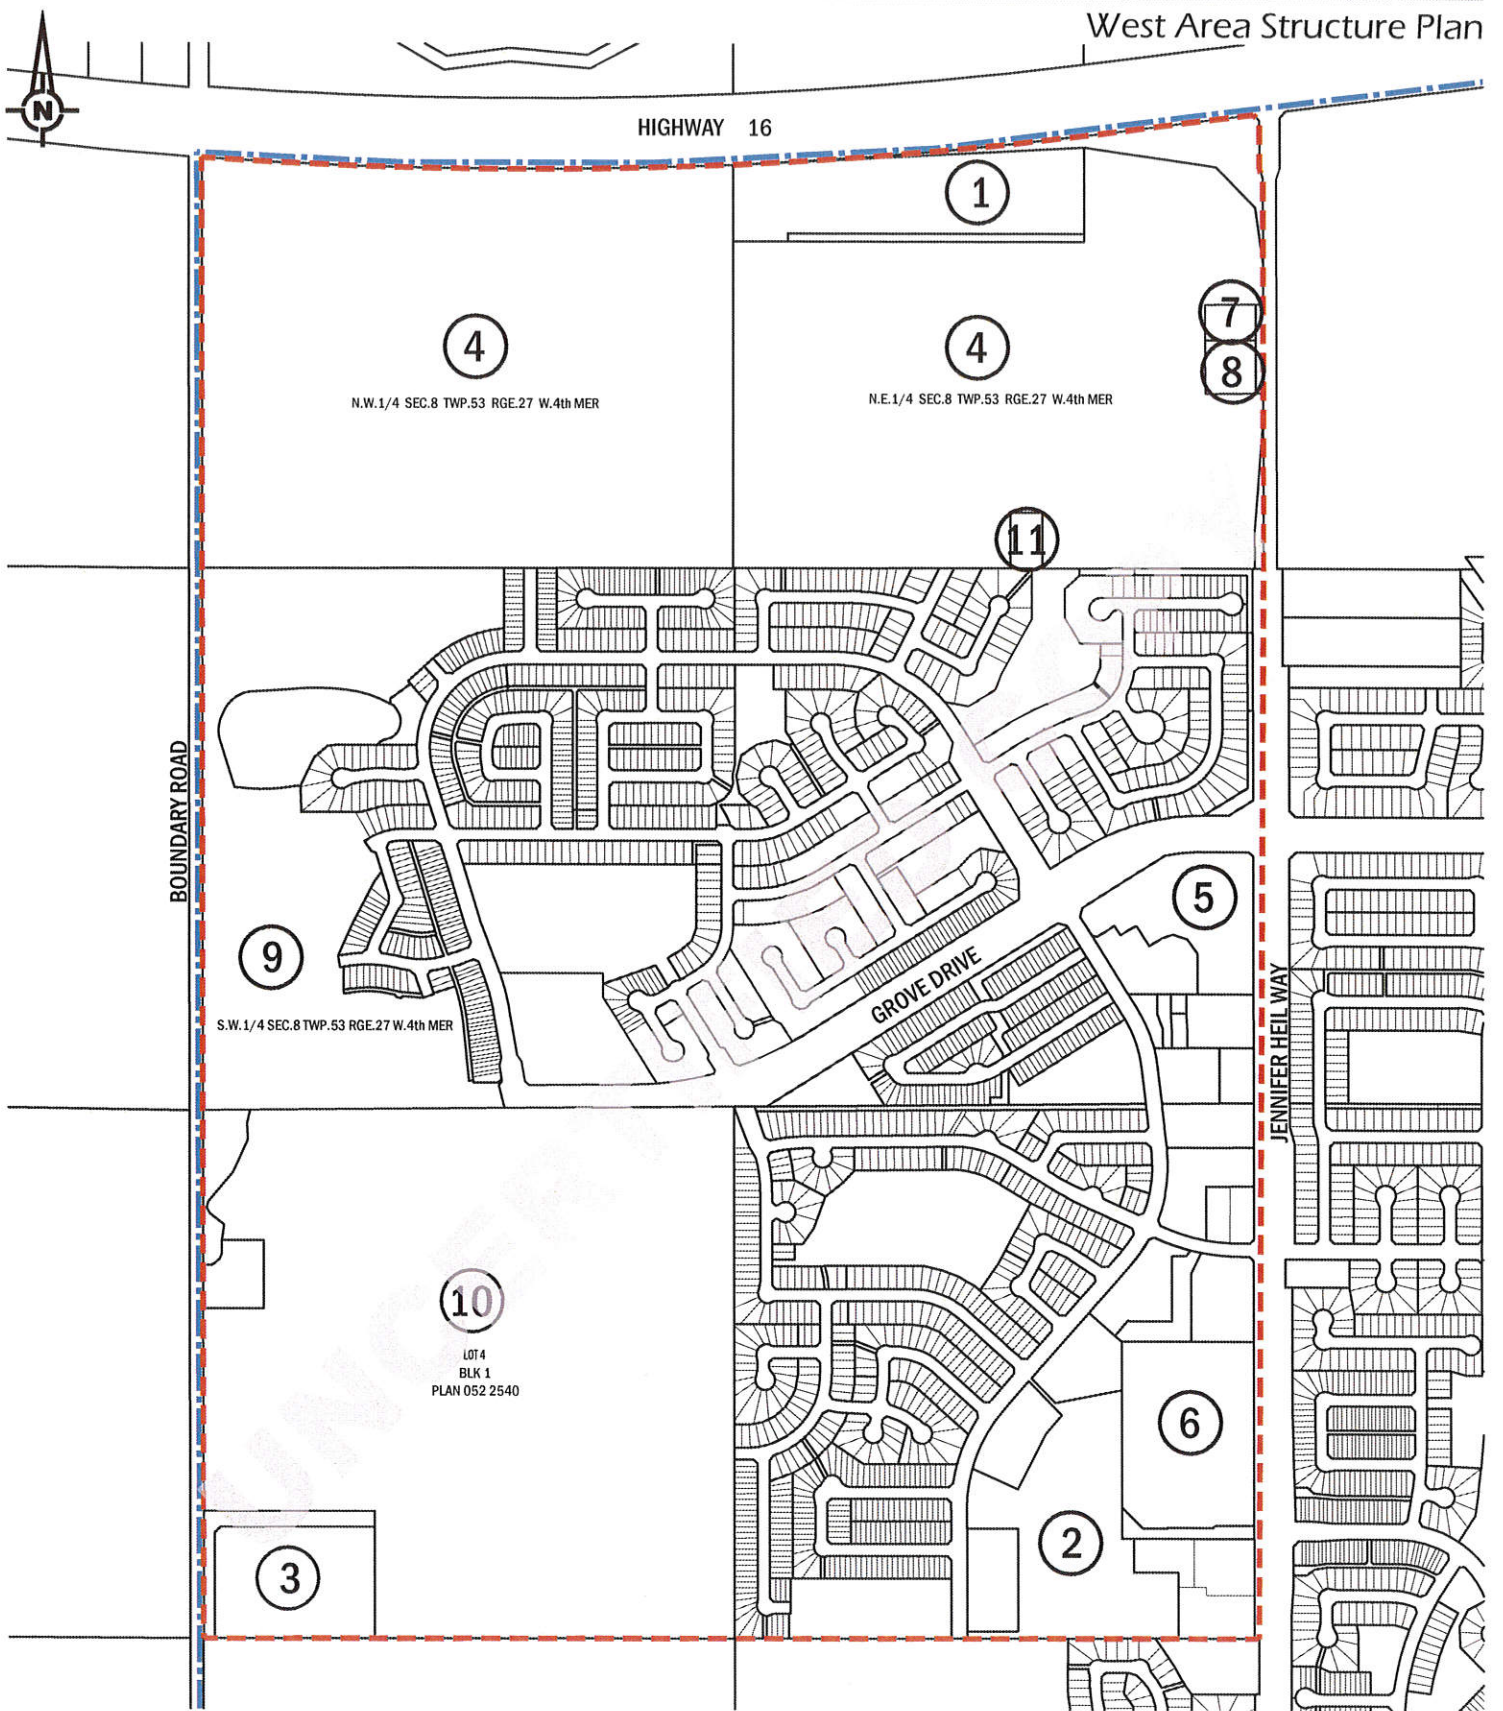 West Area Structure Plan
N
HIGHWAY 16
1
7
4
4
8
N.W.1/4 SEC.8 TWP.53 RGE.27 W.4th MER
N.E.1/4 SEC.8 TWP.53 RGE.27 W.4th MER
11
BOUNDARY ROAD
5
9
GROVE DRIVE
S.W.1/4 SEC.8 TWP.53 RGE.27 W.4th MER
JENNIFER HEIL WAY
10
LOT 4
BLK 1
PLAN 052 2540
6
2
3